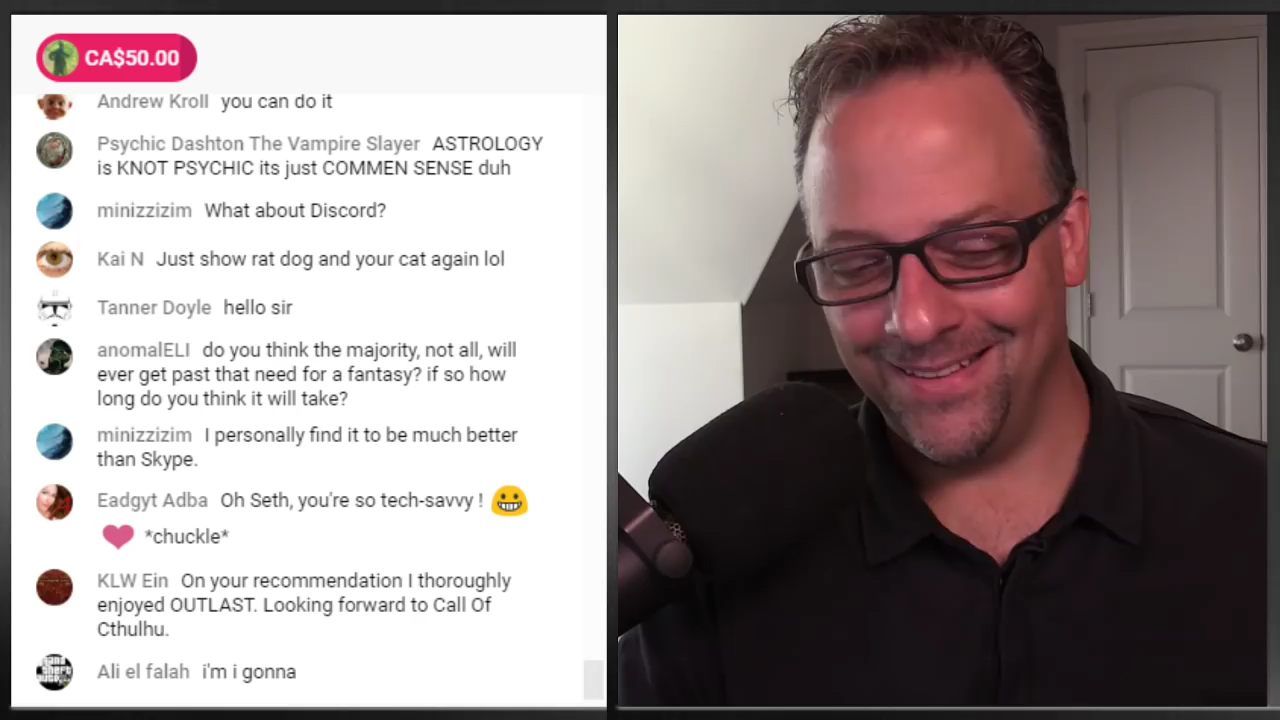 CA$50.00
Andrew Kroll you can do it
Psychic Dashton The Vampire Slayer ASTROLOGY
is KNOT PSYCHIC its just COMMEN SENSE duh
minizzizim What about Discord?
Kai N Just show rat dog and your cat again lol
Tanner Doyle hello sir
anomalELI do you think the majority, not all, will
ever get past that need for a fantasy? if so how
long do you think it will take?
minizzizim I personally find it to be much better
than Skype.
Eadgyt Adba Oh Seth, you're so tech-savvy ! 😀
❤ *chuckle*
KLW Ein On your recommendation I thoroughly
enjoyed OUTLAST. Looking forward to Call Of
Cthulhu.
Ali el falah i'm i gonna